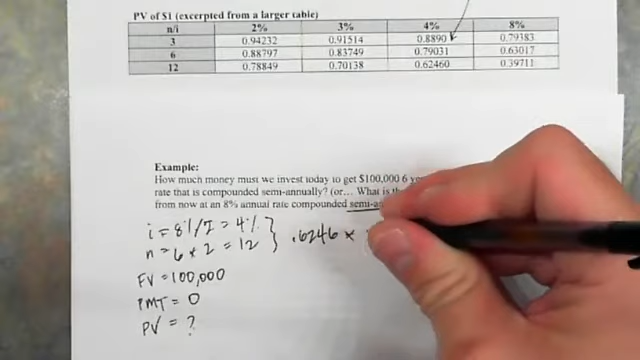 PV of $1 (excerpted from a larger table)
n/i 2% 3% 4% 8%
3 0.94232 0.91514 0.8890 0.79383
6 0.88797 0.83749 0.79031 0.63017
12 0.78849 0.70138 0.62460 0.39711
Example:
How much money must we invest today to get $100,000 6
rate that is compounded semi-annually? (or... What is
from now at an 8% annual rate compounded
i = 8%/2 = 4%
n = 6 * 2 = 12
.6246 ×
FV = 100,000
PMT = 0
PV = ?